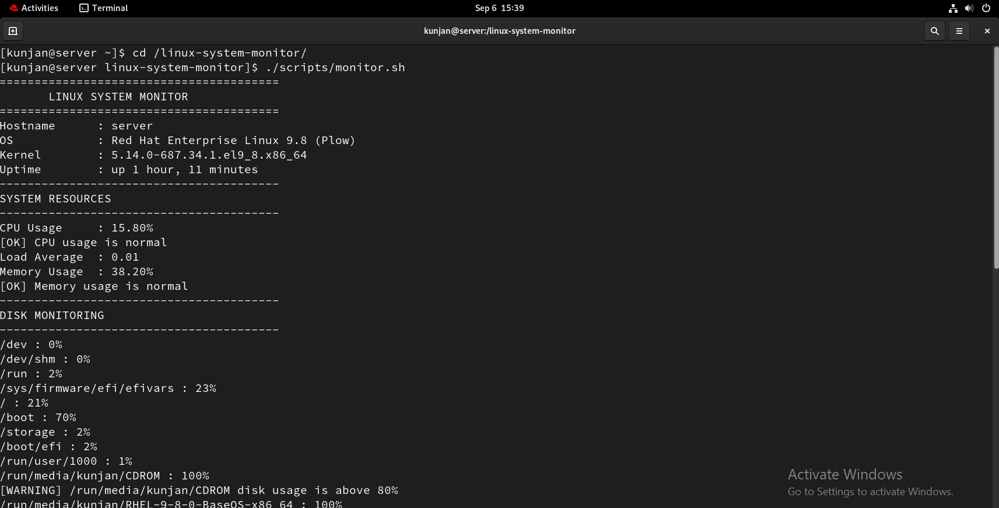 Activities Terminal Sep 6 15:39
kunjan@server:/linux-system-monitor
[kunjan@server ~]$ cd /linux-system-monitor/
[kunjan@server linux-system-monitor]$ ./scripts/monitor.sh
========================================
LINUX SYSTEM MONITOR
========================================
Hostname : server
OS : Red Hat Enterprise Linux 9.8 (Plow)
Kernel : 5.14.0-687.34.1.el9_8.x86_64
Uptime : up 1 hour, 11 minutes
----------------------------------------
SYSTEM RESOURCES
----------------------------------------
CPU Usage : 15.80%
[OK] CPU usage is normal
Load Average : 0.01
Memory Usage : 38.20%
[OK] Memory usage is normal
----------------------------------------
DISK MONITORING
----------------------------------------
/dev : 0%
/dev/shm : 0%
/run : 2%
/sys/firmware/efi/efivars : 23%
/ : 21%
/boot : 70%
/storage : 2%
/boot/efi : 2%
/run/user/1000 : 1%
/run/media/kunjan/CDROM : 100%
[WARNING] /run/media/kunjan/CDROM disk usage is above 80%
/run/media/kunjan/RHEL-9-8-0-BaseOS-x86_64 : 100%
Activate Windows
Go to Settings to activate Windows.